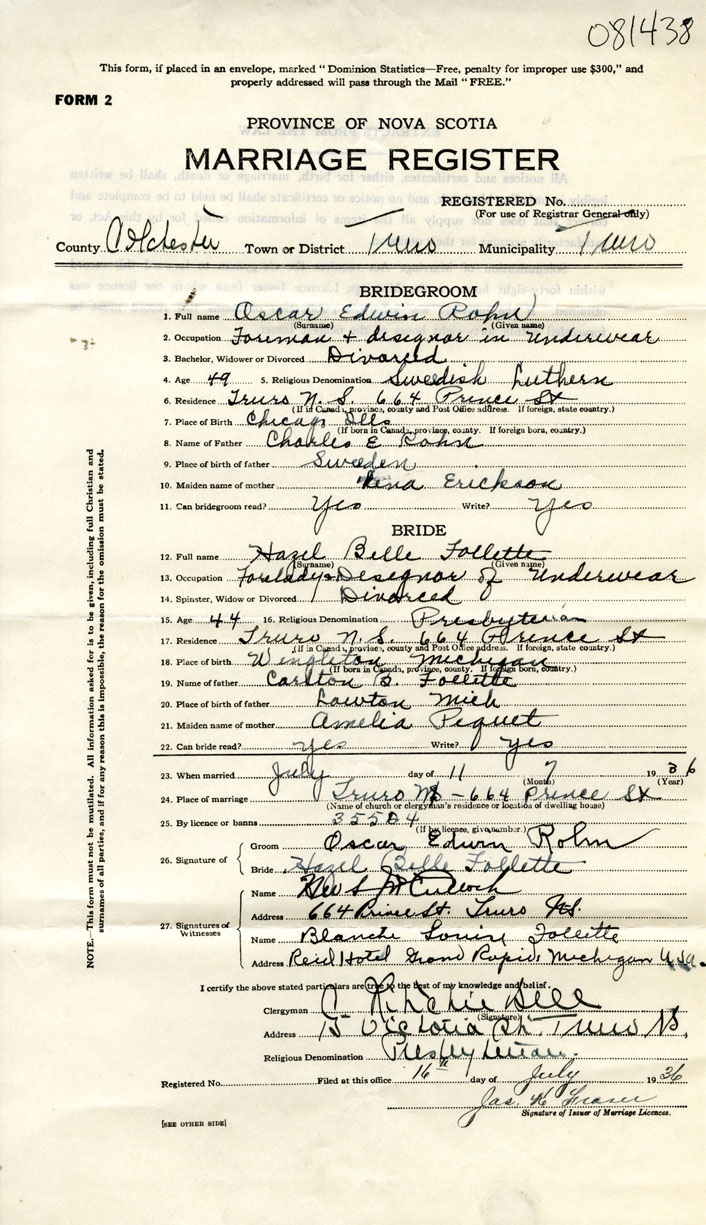 081438
This form, if placed in an envelope, marked "Dominion Statistics—Free, penalty for improper use $300," and
properly addressed will pass through the Mail "FREE."
FORM 2
PROVINCE OF NOVA SCOTIA
MARRIAGE REGISTER
REGISTERED No.
(For use of Registrar General only)
County Colchester Town or District Truro Municipality Truro
BRIDEGROOM
1. Full name Oscar Edwin Rohn
(Surname) (Given name)
2. Occupation Foreman + designor in Underwear
3. Bachelor, Widower or Divorced Divorced
4. Age 49 5. Religious Denomination Swedish Luthern
6. Residence Truro N. S. 664 Prince St
(If in Canada, province, county and Post Office address. If foreign, state country.)
7. Place of Birth Chicago Ills
(If born in Canada, province, county. If foreign born, country.)
8. Name of Father Charles E Rohn
9. Place of birth of father Sweden
10. Maiden name of mother Erickson
11. Can bridegroom read? Yes Write? Yes
BRIDE
12. Full name Hazel Belle Follette
(Surname) (Given name)
13. Occupation Forelady + Designor of Underwear
14. Spinster, Widow or Divorced Divorced
15. Age 44 16. Religious Denomination Presbyterian
17. Residence Truro N. S. 664 Prince St
(If in Canada, province, county and Post Office address. If foreign, state country.)
18. Place of birth Wingleton Michigan
(If born in Canada, province, county. If foreign born, country.)
19. Name of father Carlton B. Follette
20. Place of birth of father Lawton Mich
21. Maiden name of mother Amelia Pequet
22. Can bride read? yes Write? yes
23. When married July day of 11 7 1936
(Month) (Year)
24. Place of marriage Truro NS - 664 Prince St
(Name of church or clergyman's residence or location of dwelling house)
25. By licence or banns 35504
(If by licence, give number.)
26. Signature of Groom Oscar Edwin Rohn
Bride Hazel Belle Follette
27. Signatures of Witnesses
Name McCulloch
Address 664 Prince St. Truro N.S.
Name Blanche Louise Follette
Address Reid Hotel Grand Rapids Michigan U.S.a.
I certify the above stated particulars are true to the best of my knowledge and belief.
Clergyman Ritchie Bell
(Signature)
Address 15 Victoria St. Truro NS,
Religious Denomination Presbyterian.
Registered No. Filed at this office 16th day of July 1936
Jas. K Fraser
Signature of Issuer of Marriage Licences.
[SEE OTHER SIDE]
NOTE.—This form must not be mutilated. All information asked for is to be given, including full Christian and
surnames of all parties, and if for any reason this is impossible, the reason for the omission must be stated.